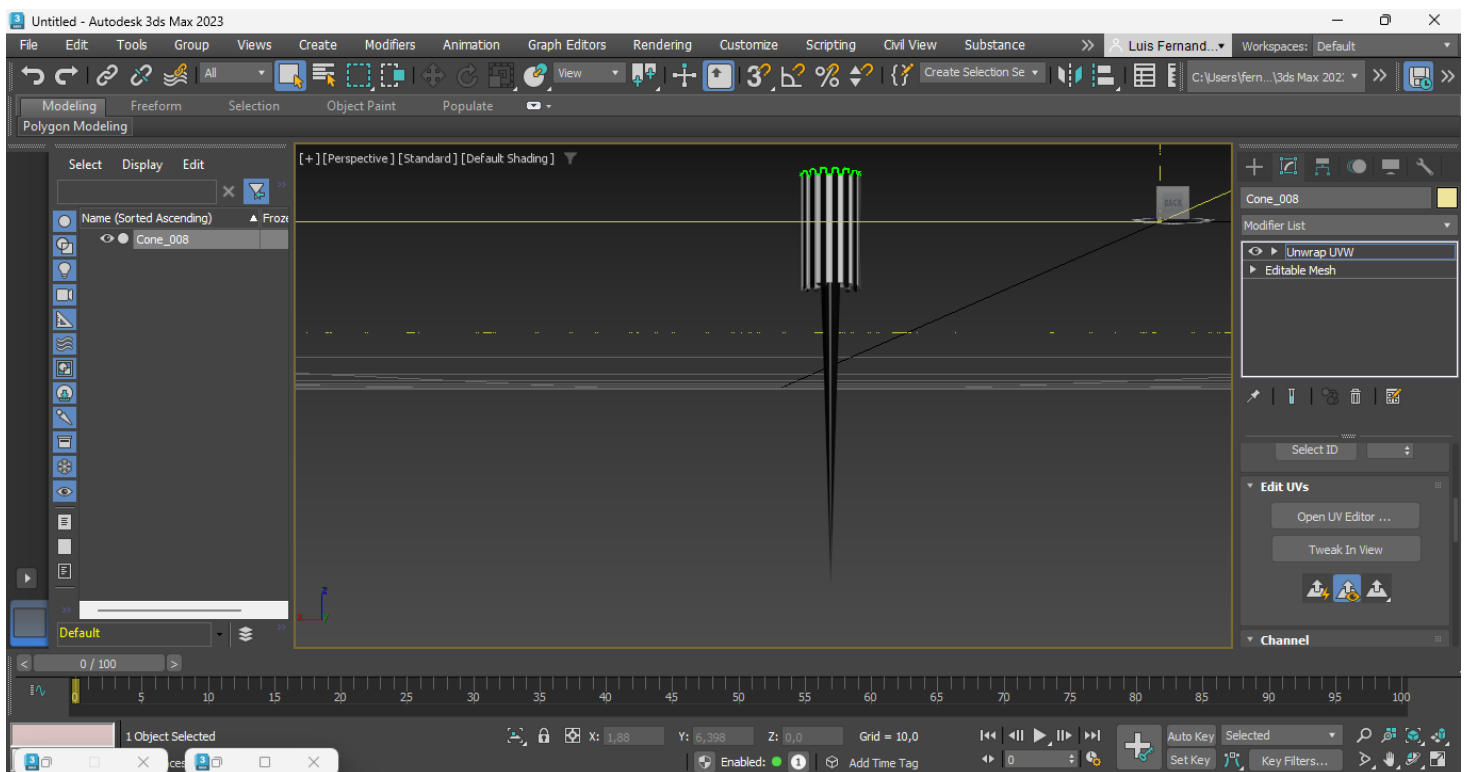 Untitled - Autodesk 3ds Max 2023
File Edit Tools Group Views Create Modifiers Animation Graph Editors Rendering Customize Scripting Civil View Substance >> Luis Fernand... Workspaces: Default
All View Create Selection Se C:\Users\fern...\3ds Max 202:
Modeling Freeform Selection Object Paint Populate
Polygon Modeling
Select Display Edit
[+] [Perspective] [Standard] [Default Shading]
BACK
Name (Sorted Ascending) Froze
Cone_008
Cone_008
Modifier List
Unwrap UVW
Editable Mesh
Select ID
Edit UVs
Open UV Editor ...
Tweak In View
Channel
z
x
Default
0 / 100
0 5 10 15 20 25 30 35 40 45 50 55 60 65 70 75 80 85 90 95 100
1 Object Selected X: 1,88 Y: 6,398 Z: 0,0 Grid = 10,0 Auto Key Selected
Enabled: 1 Add Time Tag 0 Set Key Key Filters...